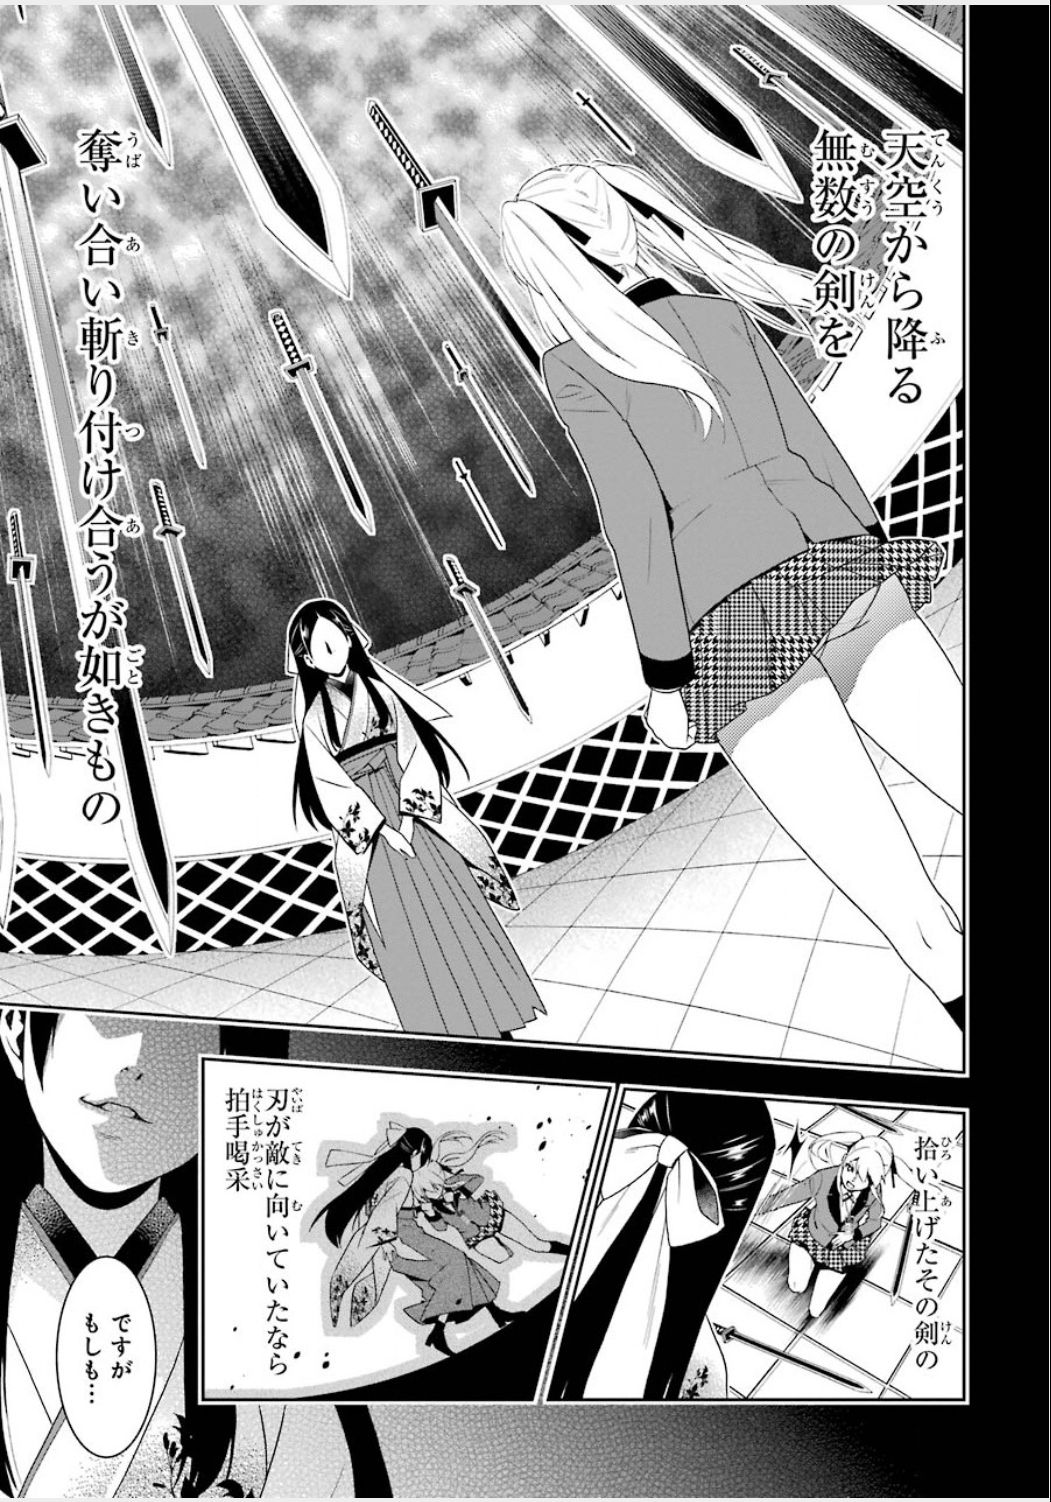 天空から降る
無数の剣を
奪い合い斬り付け合うが如きもの
拾い上げたその剣の
刃が敵に向いていたなら
拍手喝采
ですが
もしも…